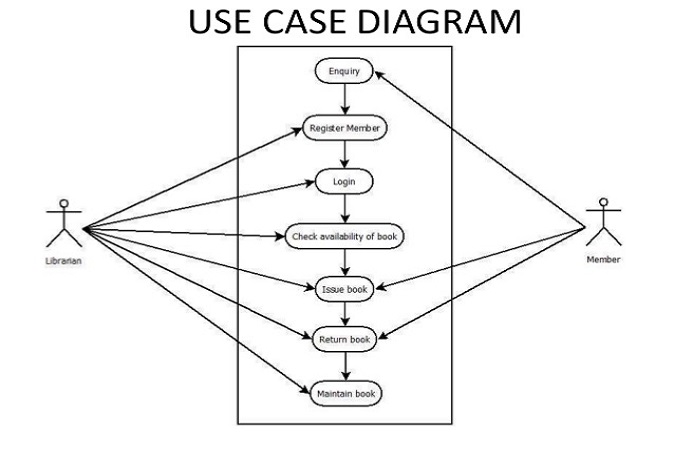 USE CASE DIAGRAM
Enquiry
Register Member
Login
Check availability of book
Issue book
Return book
Maintain book
Librarian
Member